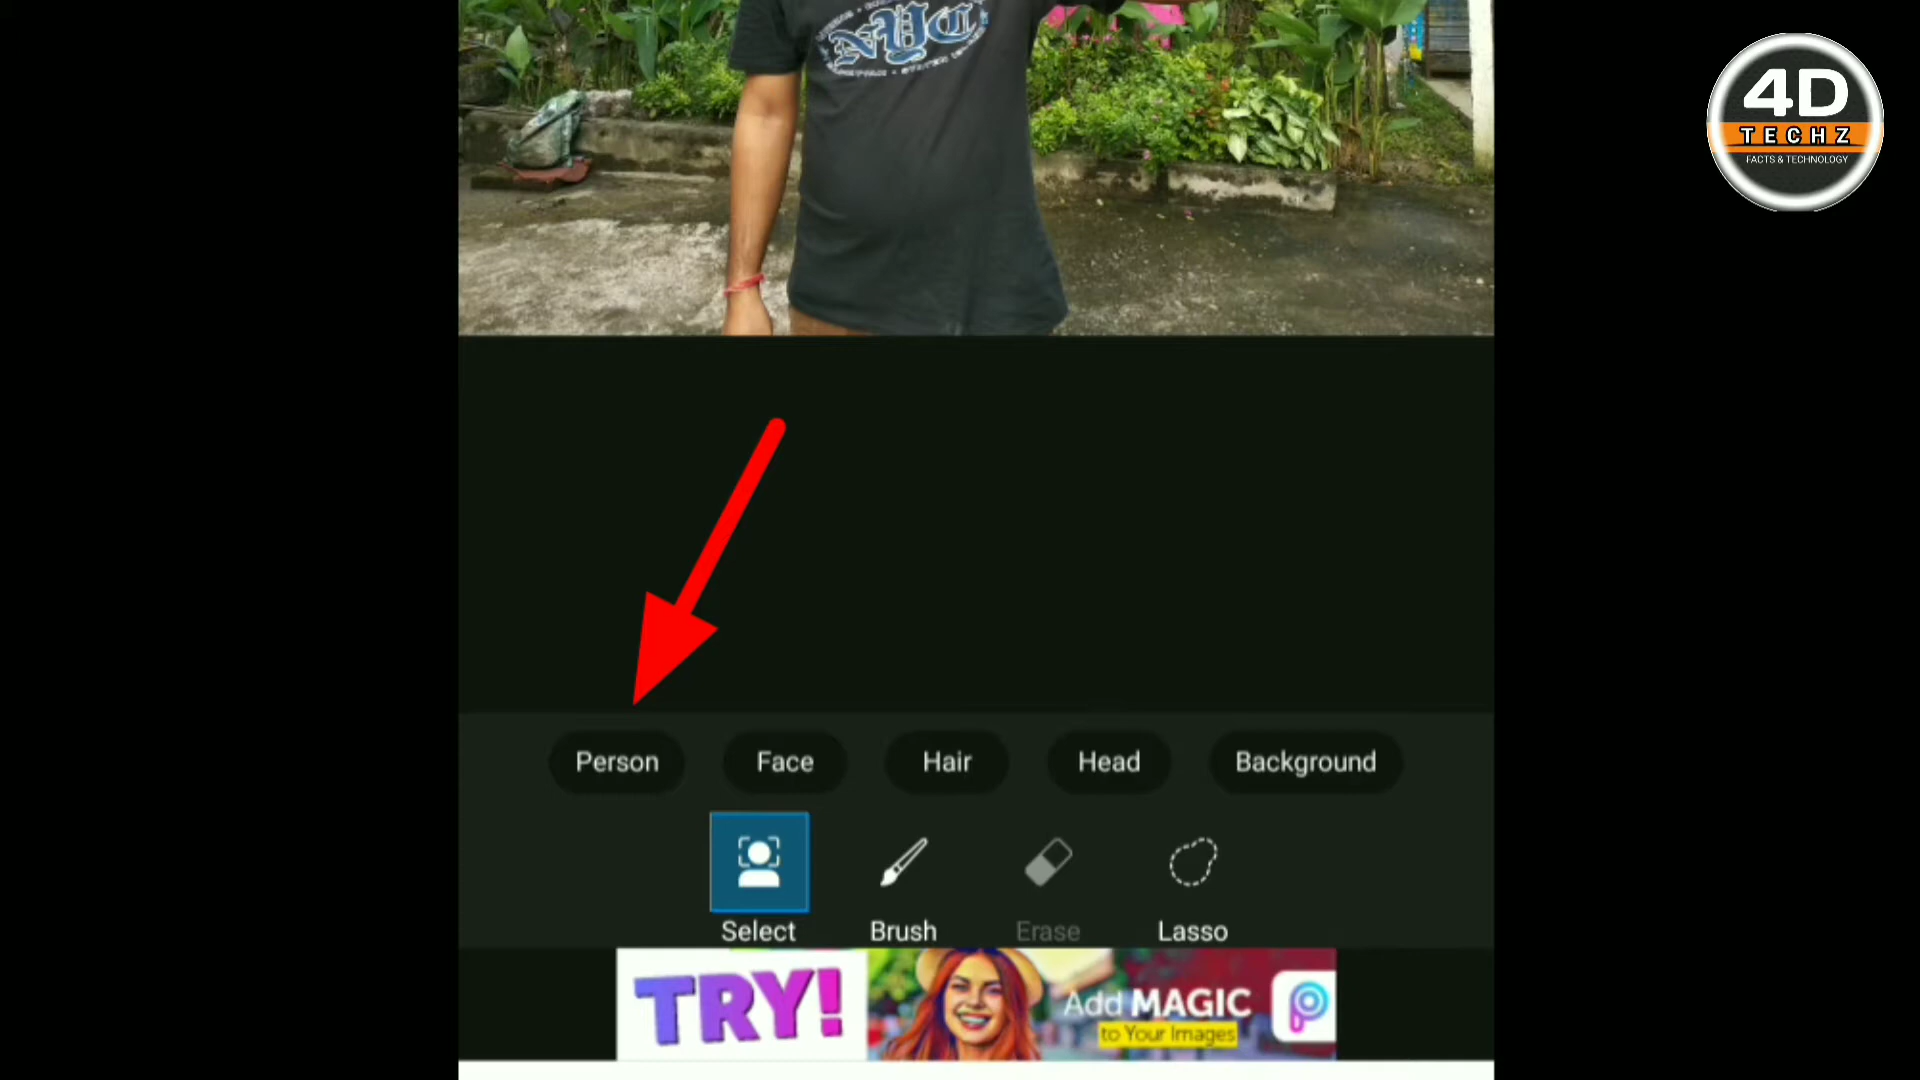 NYC
4D
TECHZ
FACTS & TECHNOLOGY
Person Face Hair Head Background
Select Brush Erase Lasso
TRY!
Add MAGIC
to Your Images